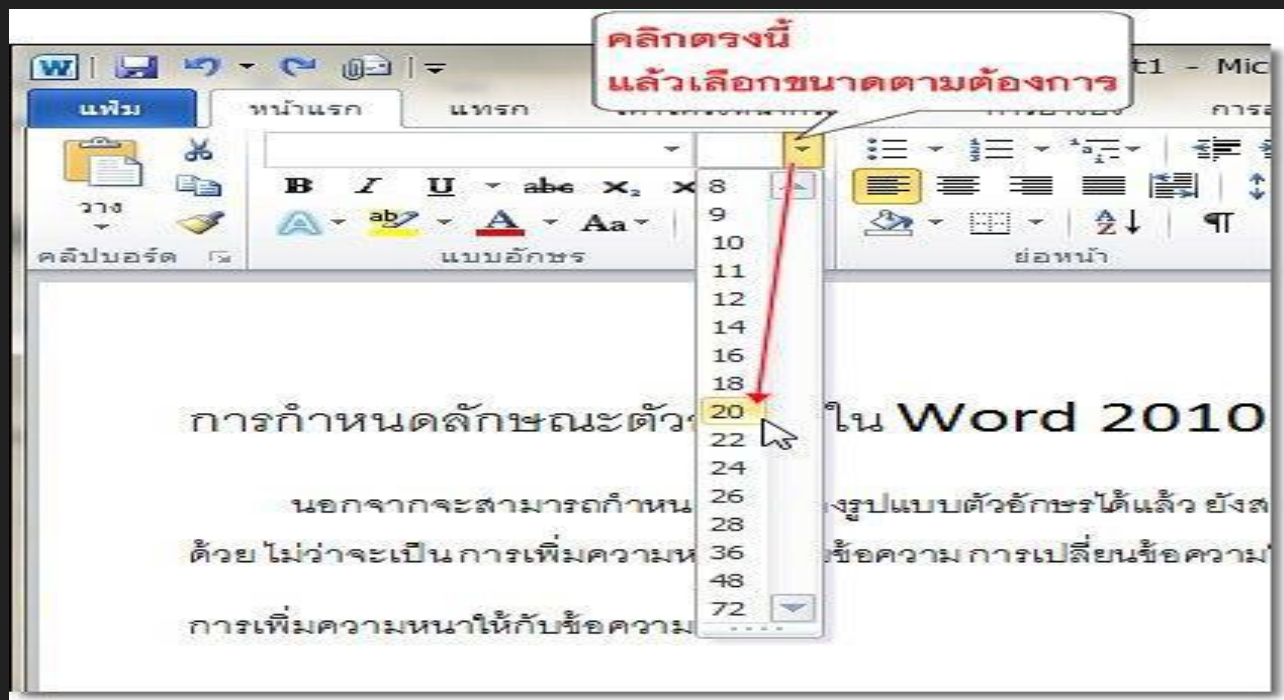 คลิกตรงนี้
แล้วเลือกขนาดตามต้องการ
t1 - Mic
แฟ้ม หน้าแรก แทรก
วาง
B I U abc x₂ x
ab A Aa
คลิปบอร์ด แบบอักษร ย่อหน้า
8
9
10
11
12
14
16
18
20
22
24
26
28
36
48
72
การกำหนดลักษณะตัว ใน Word 2010
นอกจากจะสามารถกำหน งรูปแบบตัวอักษรได้แล้ว ยังส
ด้วย ไม่ว่าจะเป็น การเพิ่มความห ข้อความ การเปลี่ยนข้อความ
การเพิ่มความหนาให้กับข้อความ